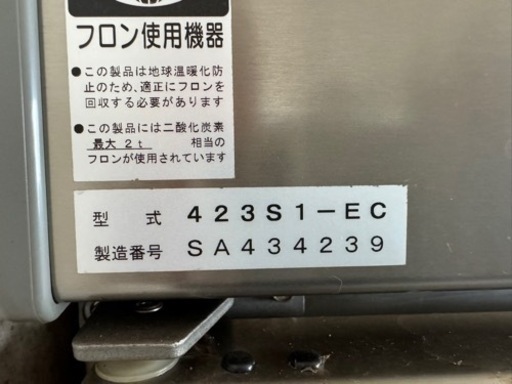 フロン使用機器
●この製品は地球温暖化防
止のため、適正にフロンを
回収する必要があります
●この製品には二酸化炭素
最大 2t 相当の
フロンが使用されています
型式 423S1-EC
製造番号 SA434239